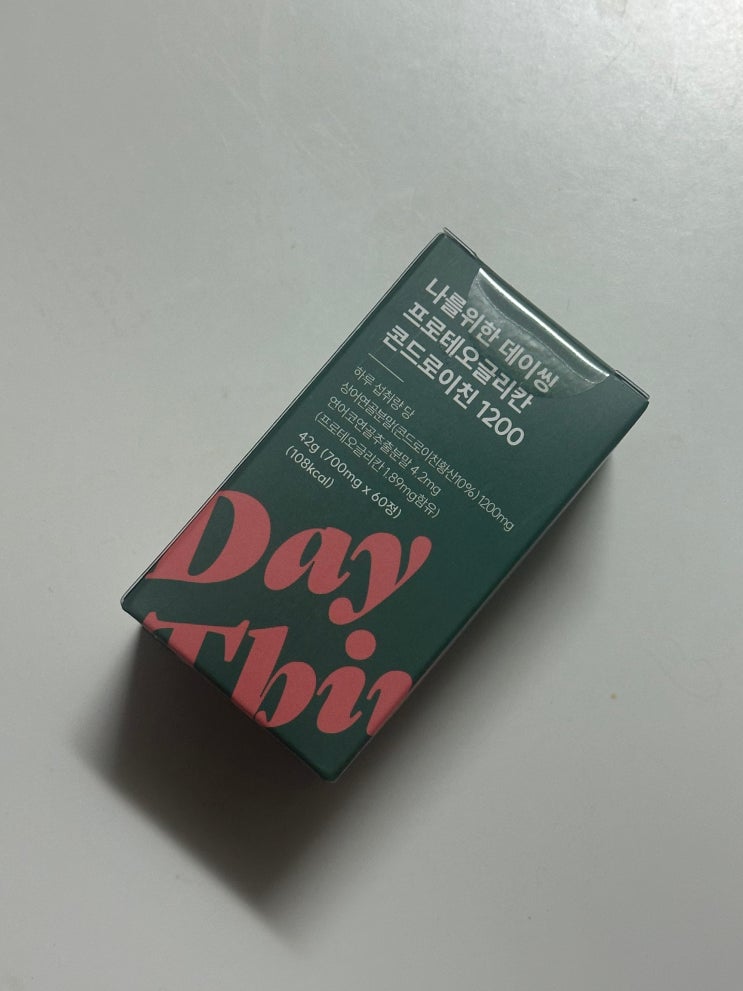 나를위한 데이씽
프로테오글리칸
콘드로이친 1200
하루 섭취량 당
상어연골분말(콘드로이친황산10%) 1200mg
연어코연골추출분말 4.2mg
(프로테오글리칸 1.89mg함유)
42g (700mg x 60정)
(108kcal)
Day
Thin